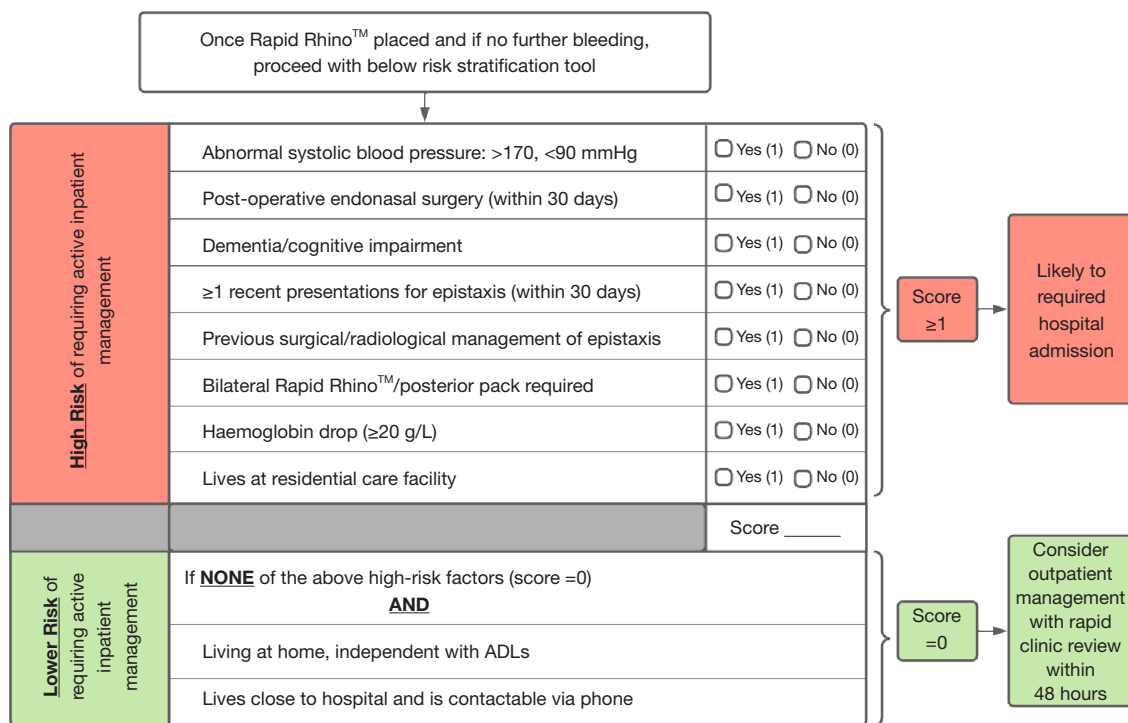 Once Rapid Rhino™ placed and if no further bleeding,
proceed with below risk stratification tool
High Risk of requiring active inpatient
management
Abnormal systolic blood pressure: >170, <90 mmHg
Yes (1) No (0)
Post-operative endonasal surgery (within 30 days)
Yes (1) No (0)
Dementia/cognitive impairment
Yes (1) No (0)
≥1 recent presentations for epistaxis (within 30 days)
Yes (1) No (0)
Previous surgical/radiological management of epistaxis
Yes (1) No (0)
Bilateral Rapid Rhino™/posterior pack required
Yes (1) No (0)
Haemoglobin drop (≥20 g/L)
Yes (1) No (0)
Lives at residential care facility
Yes (1) No (0)
Score
≥1
Likely to
required
hospital
admission
Score ______
Lower Risk of
requiring active
inpatient
management
If NONE of the above high-risk factors (score =0)
AND
Living at home, independent with ADLs
Lives close to hospital and is contactable via phone
Score
=0
Consider
outpatient
management
with rapid
clinic review
within
48 hours